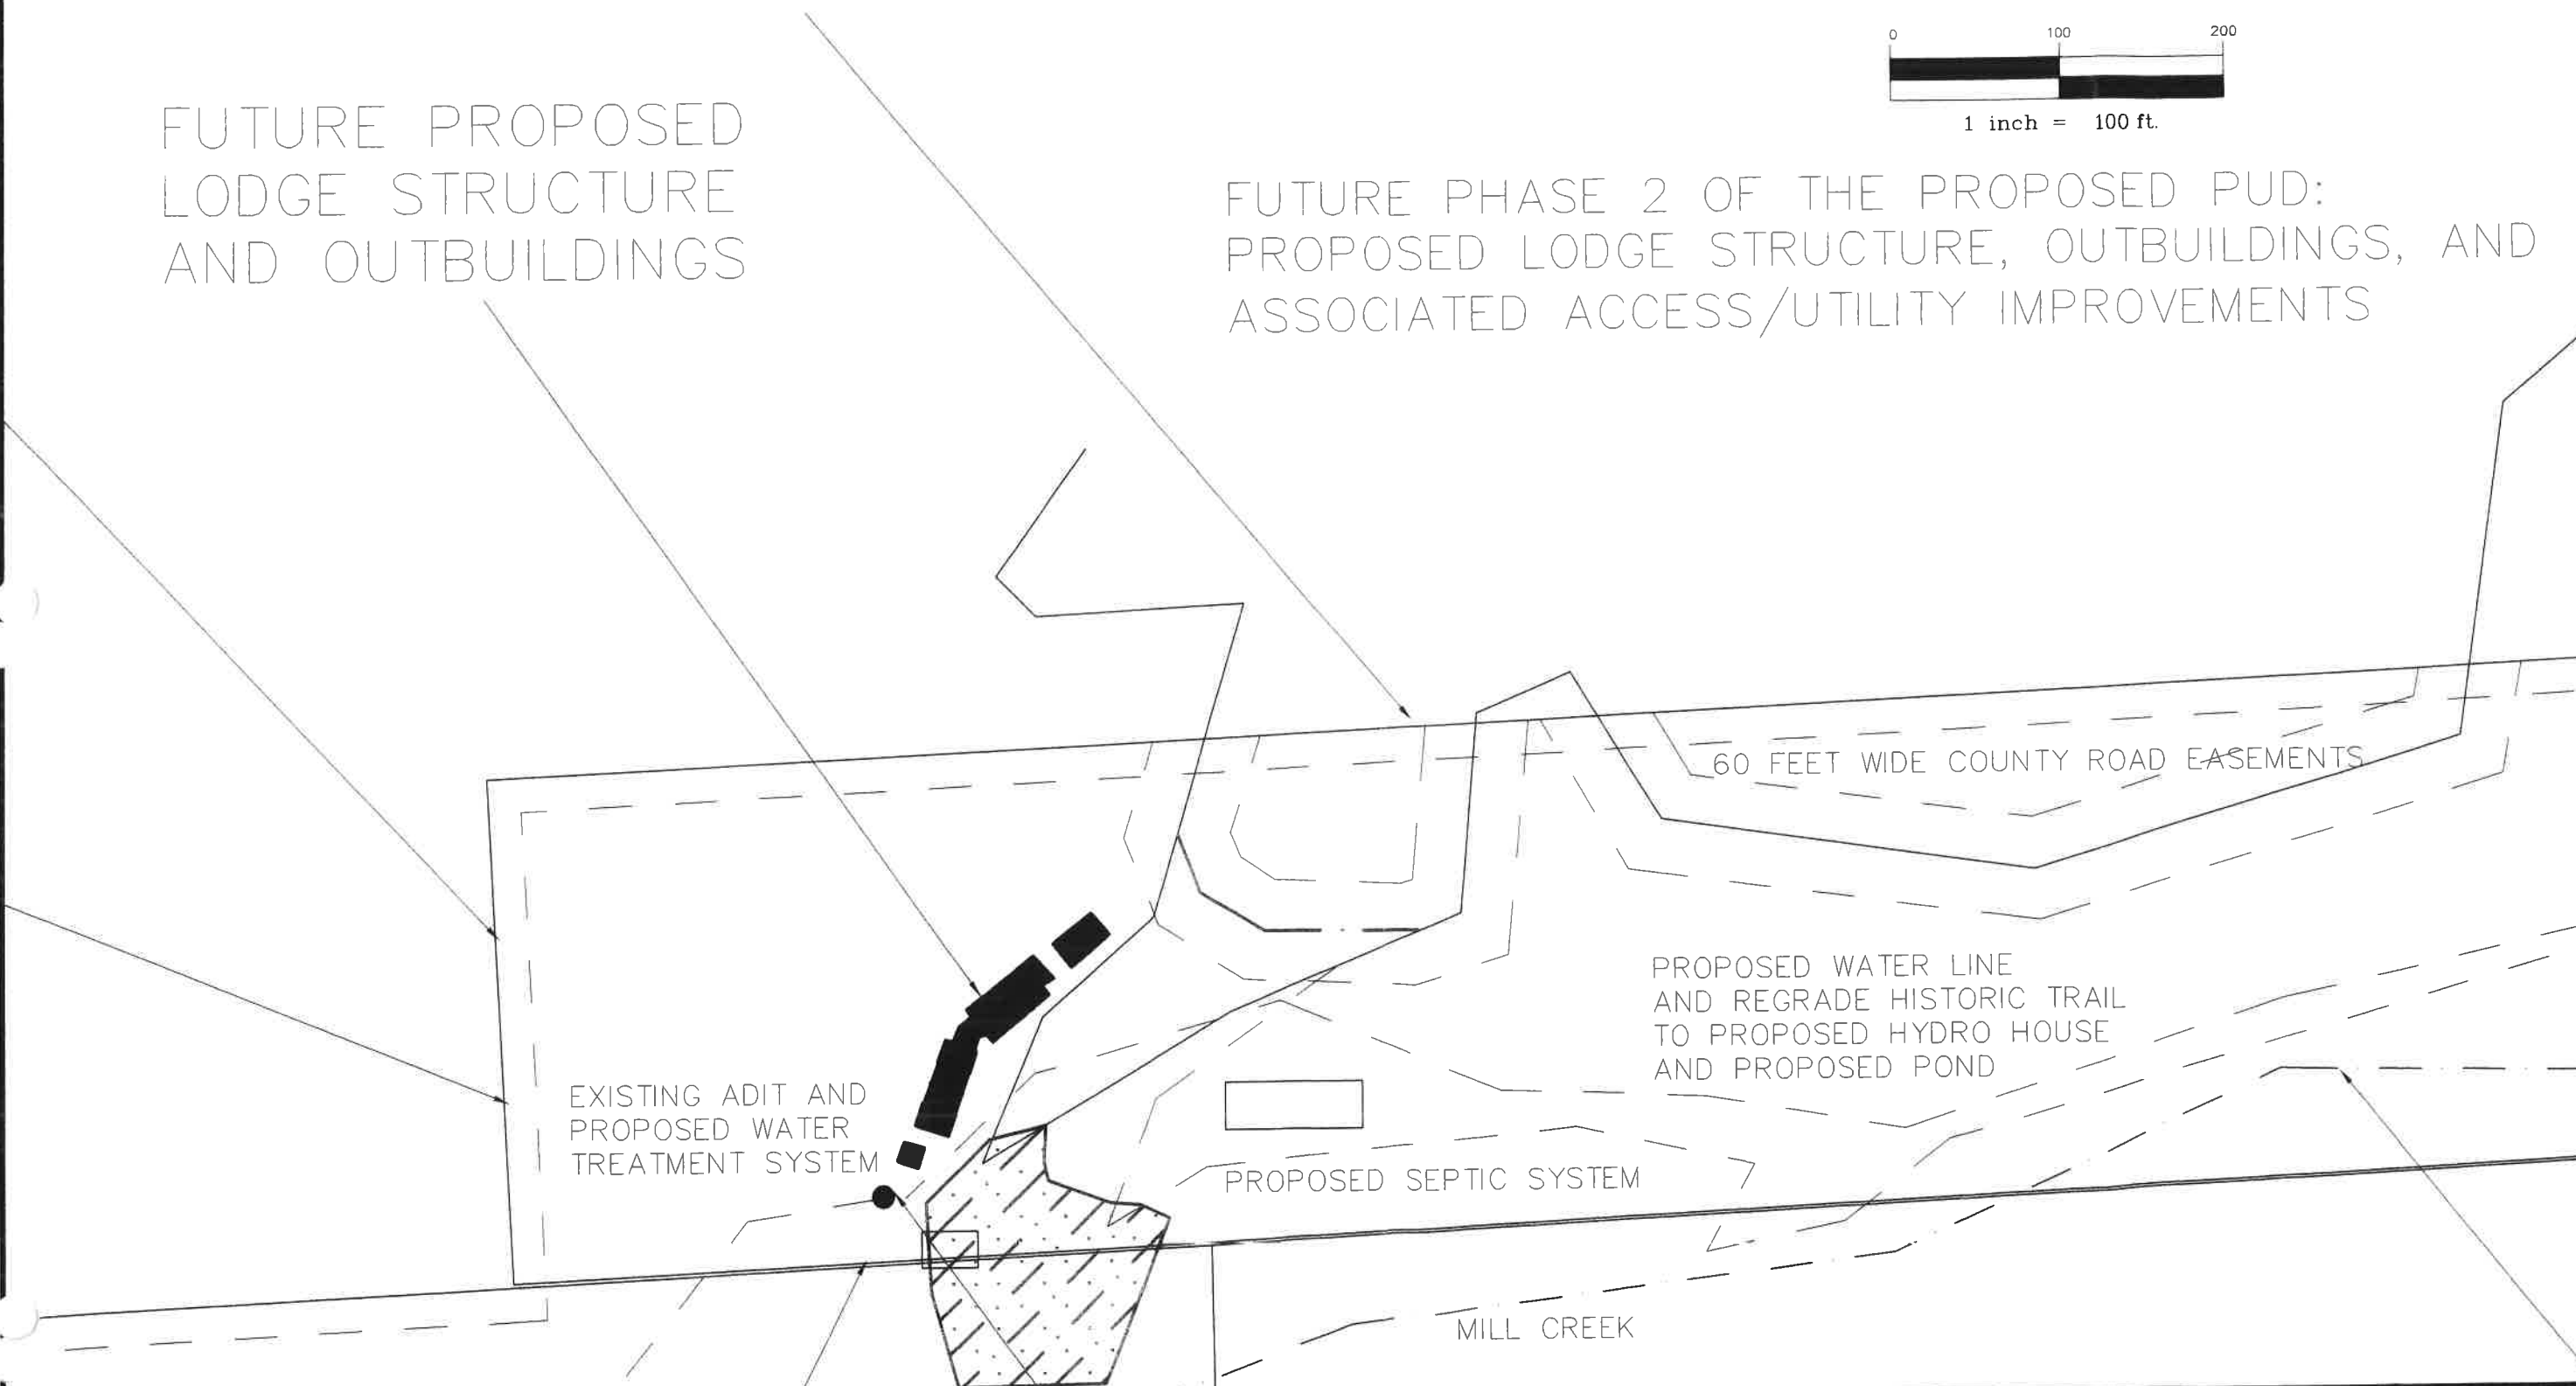 0 100 200
1 inch = 100 ft.
FUTURE PROPOSED
LODGE STRUCTURE
AND OUTBUILDINGS
FUTURE PHASE 2 OF THE PROPOSED PUD:
PROPOSED LODGE STRUCTURE, OUTBUILDINGS, AND
ASSOCIATED ACCESS/UTILITY IMPROVEMENTS
60 FEET WIDE COUNTY ROAD EASEMENTS
PROPOSED WATER LINE
AND REGRADE HISTORIC TRAIL
TO PROPOSED HYDRO HOUSE
AND PROPOSED POND
EXISTING ADIT AND
PROPOSED WATER
TREATMENT SYSTEM
PROPOSED SEPTIC SYSTEM
MILL CREEK